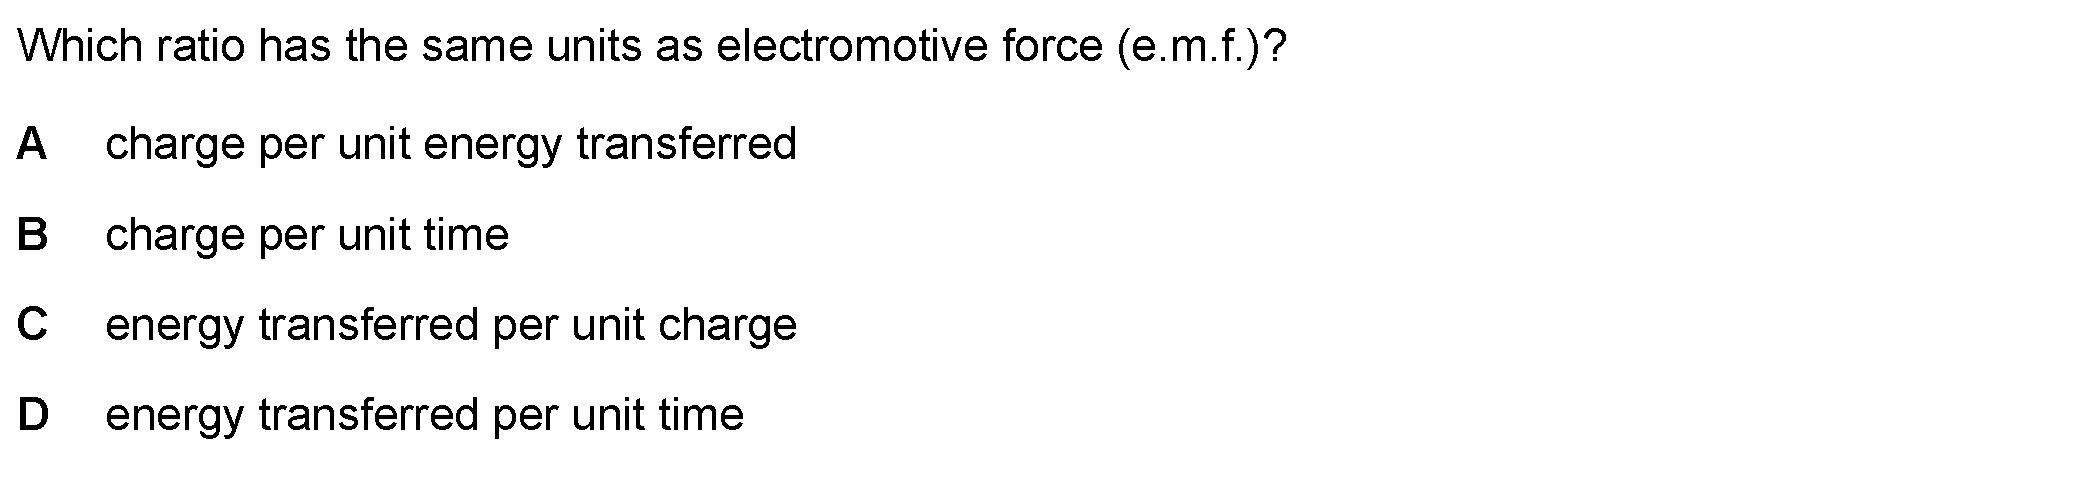 Which ratio has the same units as electromotive force (e.m.f.)?
A charge per unit energy transferred
B charge per unit time
C energy transferred per unit charge
D energy transferred per unit time